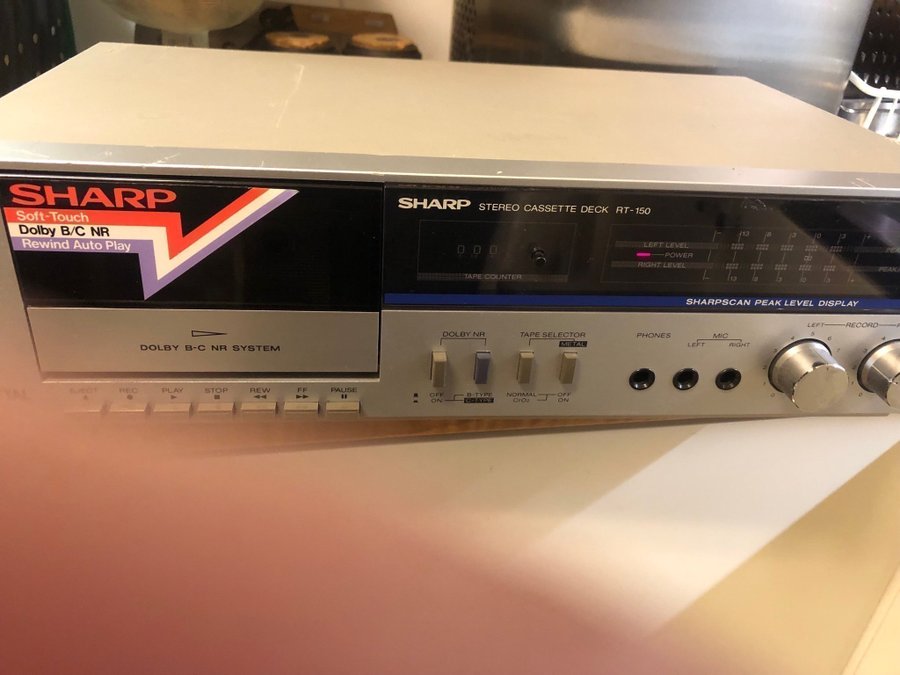 SHARP
Soft-Touch
Dolby B/C NR
Rewind Auto Play
DOLBY B-C NR SYSTEM
EJECT REC PLAY STOP REW FF PAUSE
SHARP STEREO CASSETTE DECK RT-150
000
TAPE COUNTER
LEFT LEVEL
POWER
RIGHT LEVEL
SHARPSCAN PEAK LEVEL DISPLAY
DOLBY NR
TAPE SELECTOR
METAL
OFF
ON
B-TYPE
C-TYPE
NORMAL
CrO2
OFF
ON
PHONES
MIC
LEFT RIGHT
LEFT RECORD